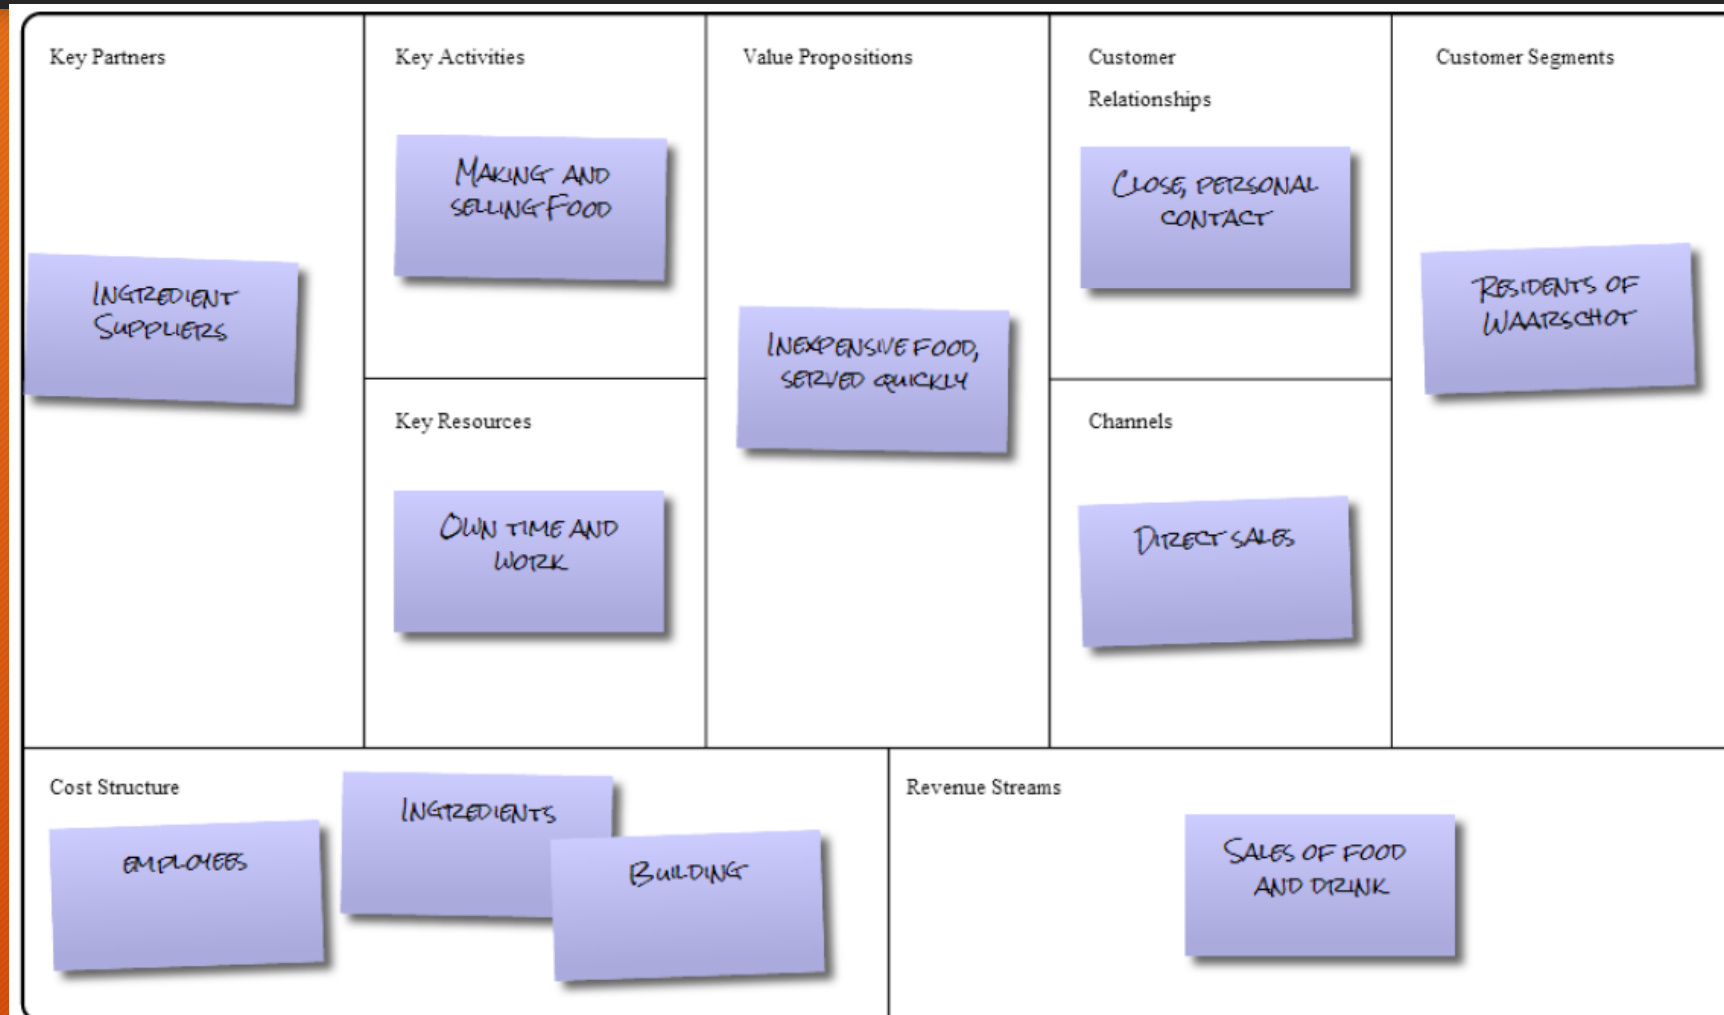 Key Partners
Ingredient
Suppliers
Key Activities
Making and
selling Food
Key Resources
Own time and
work
Value Propositions
Inexpensive food,
served quickly
Customer
Relationships
Close, personal
contact
Channels
Direct sales
Customer Segments
Residents of
Waarschot
Cost Structure
employees
Ingredients
Building
Revenue Streams
Sales of food
and drink